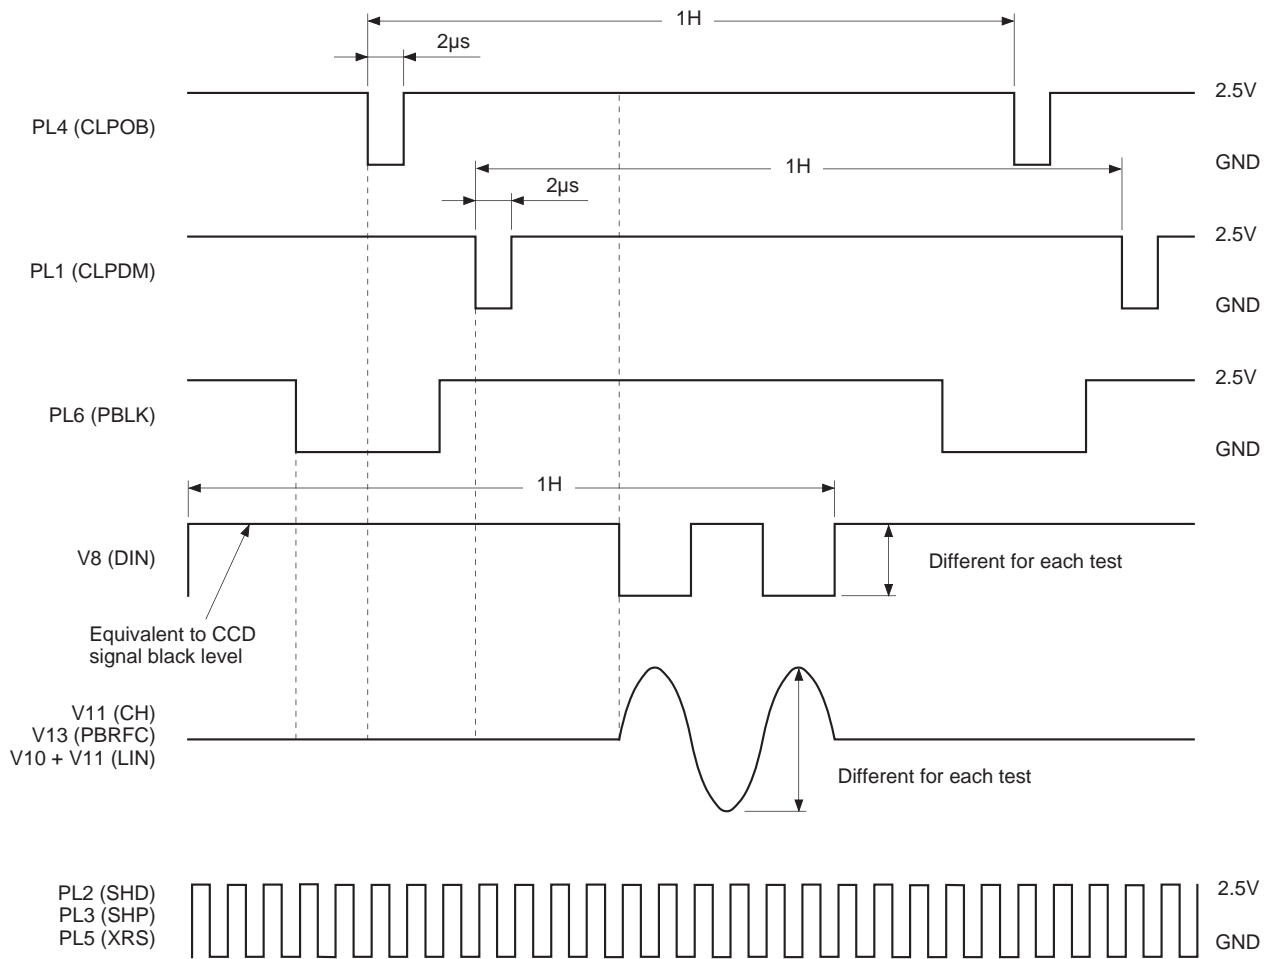 1H
2µs
2.5V
PL4 (CLPOB)
GND
1H
2µs
2.5V
PL1 (CLPDM)
GND
2.5V
PL6 (PBLK)
GND
1H
V8 (DIN)
Different for each test
Equivalent to CCD
signal black level
V11 (CH)
V13 (PBRFC)
V10 + V11 (LIN)
Different for each test
PL2 (SHD)
PL3 (SHP)
PL5 (XRS)
2.5V
GND